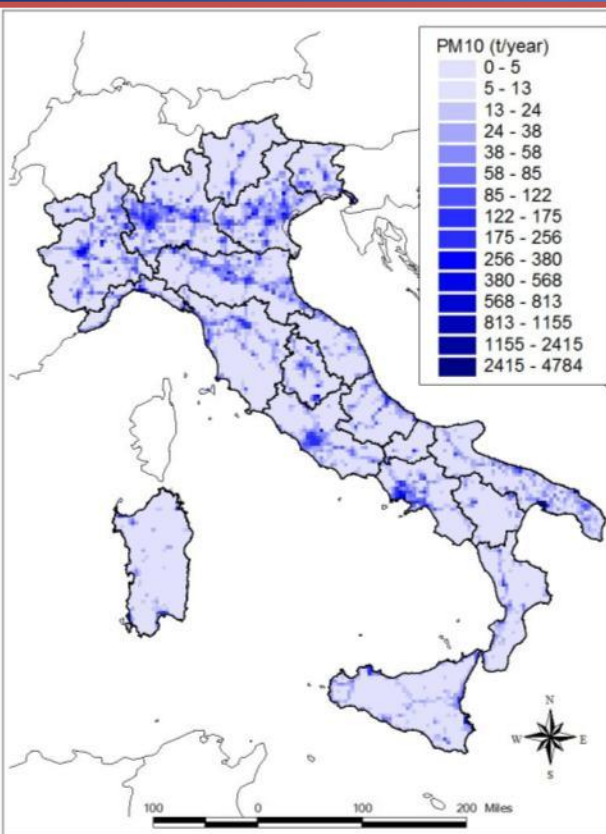 PM10 (t/year)
0 - 5
5 - 13
13 - 24
24 - 38
38 - 58
58 - 85
85 - 122
122 - 175
175 - 256
256 - 380
380 - 568
568 - 813
813 - 1155
1155 - 2415
2415 - 4784
N
W E
S
100 0 100 200 Miles